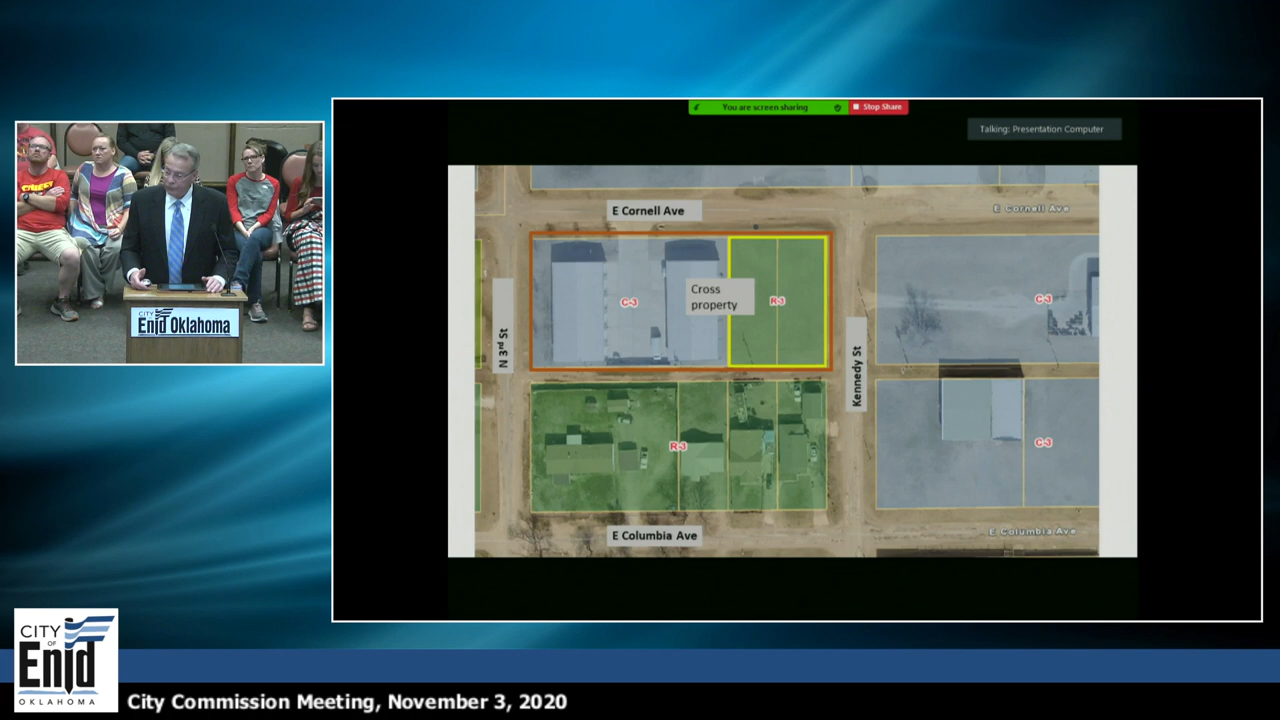 You are screen sharing
Stop Share
Talking: Presentation Computer
E Cornell Ave
E Cornell Ave
C-3
Cross
property
R-3
C-3
N 3rd St
Kennedy St
R-3
C-3
E Columbia Ave
E Columbia Ave
CITY
Enid Oklahoma
CITY
OF
Enid
OKLAHOMA
City Commission Meeting, November 3, 2020